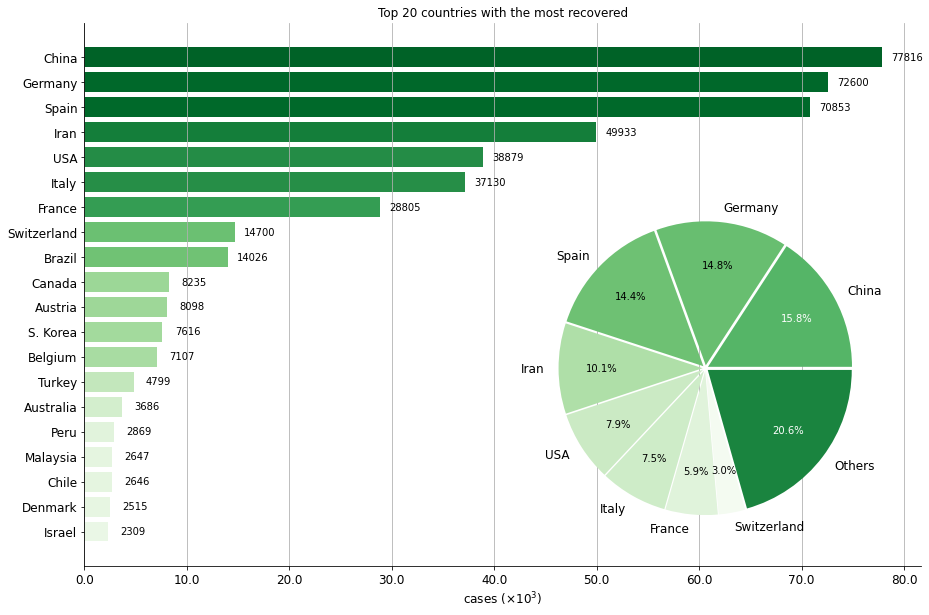 Top 20 countries with the most recovered
China 77816
Germany 72600
Spain 70853
Iran 49933
USA 38879
Italy 37130
France 28805
Switzerland 14700
Brazil 14026
Canada 8235
Austria 8098
S. Korea 7616
Belgium 7107
Turkey 4799
Australia 3686
Peru 2869
Malaysia 2647
Chile 2646
Denmark 2515
Israel 2309
0.0 10.0 20.0 30.0 40.0 50.0 60.0 70.0 80.0
cases (×10³)
Germany
14.8%
Spain
14.4%
China
15.8%
Iran
10.1%
USA
7.9%
Italy
7.5%
France
5.9%
Switzerland
3.0%
Others
20.6%